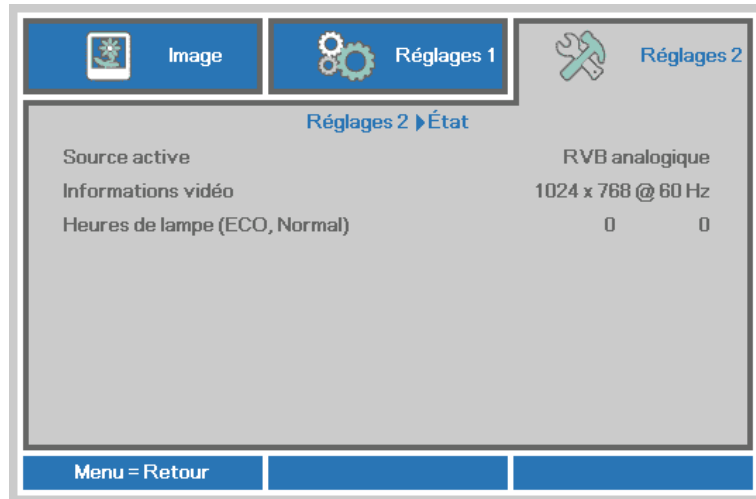 Image
Réglages 1
Réglages 2
Réglages 2 ▶ État
Source active RVB analogique
Informations vidéo 1024 x 768 @ 60 Hz
Heures de lampe (ECO, Normal) 0 0
Menu = Retour